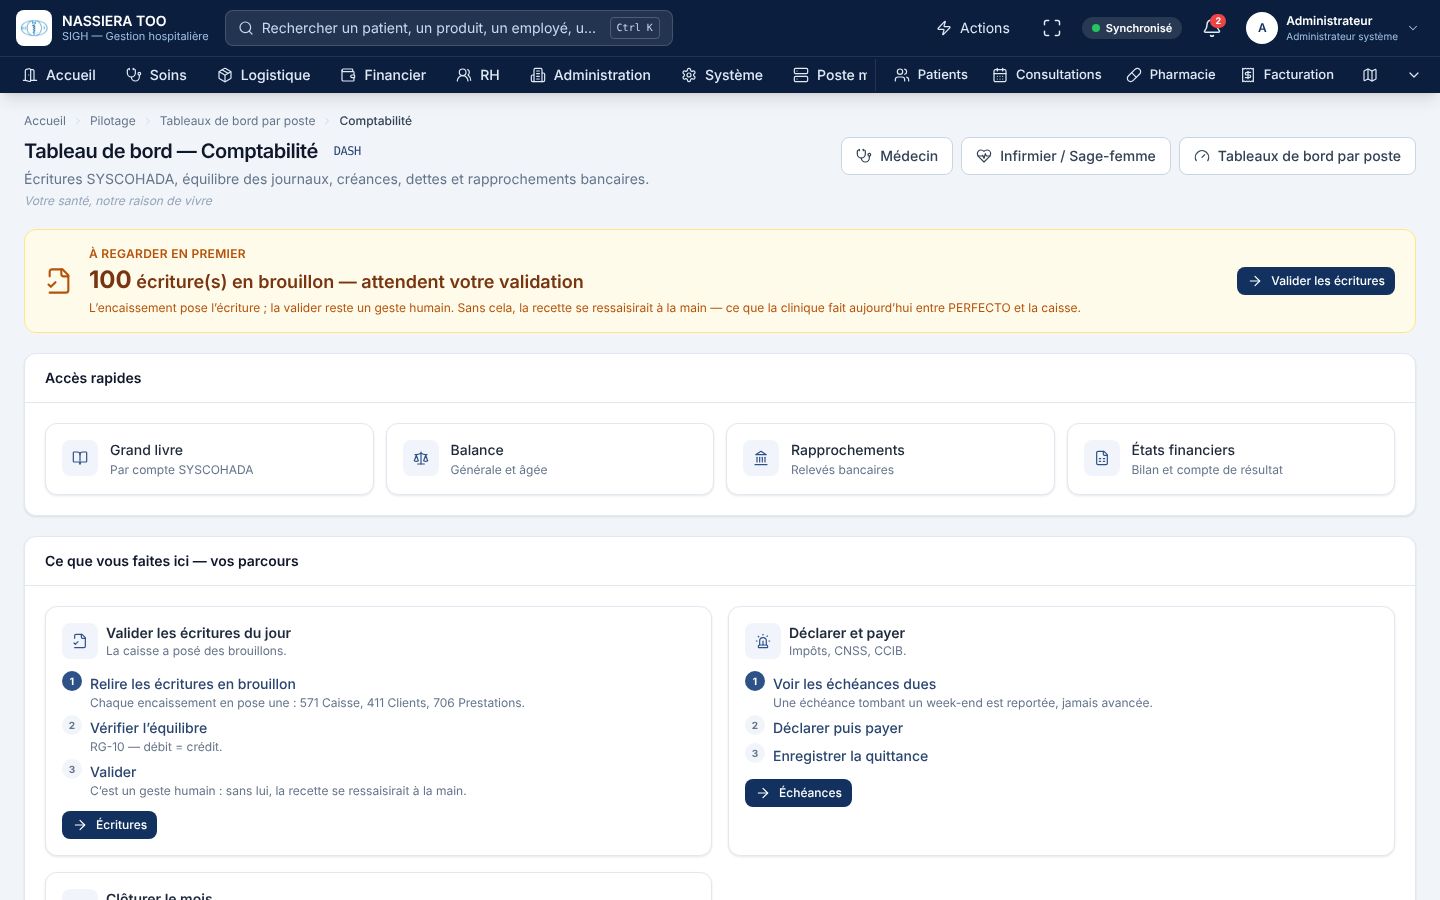 NASSIERA TOO
SIGH — Gestion hospitalière
Rechercher un patient, un produit, un employé, u...
Ctrl K
Actions
Synchronisé
2
A
Administrateur
Administrateur système
Accueil
Soins
Logistique
Financier
RH
Administration
Système
Poste m
Patients
Consultations
Pharmacie
Facturation
Accueil
Pilotage
Tableaux de bord par poste
Comptabilité
Tableau de bord — Comptabilité DASH
Médecin
Infirmier / Sage-femme
Tableaux de bord par poste
Écritures SYSCOHADA, équilibre des journaux, créances, dettes et rapprochements bancaires.
Votre santé, notre raison de vivre
À REGARDER EN PREMIER
100 écriture(s) en brouillon — attendent votre validation
L'encaissement pose l'écriture ; la valider reste un geste humain. Sans cela, la recette se ressaisirait à la main — ce que la clinique fait aujourd'hui entre PERFECTO et la caisse.
Valider les écritures
Accès rapides
Grand livre
Par compte SYSCOHADA
Balance
Générale et âgée
Rapprochements
Relevés bancaires
États financiers
Bilan et compte de résultat
Ce que vous faites ici — vos parcours
Valider les écritures du jour
La caisse a posé des brouillons.
1 Relire les écritures en brouillon
Chaque encaissement en pose une : 571 Caisse, 411 Clients, 706 Prestations.
2 Vérifier l'équilibre
RG-10 — débit = crédit.
3 Valider
C'est un geste humain : sans lui, la recette se ressaisirait à la main.
Écritures
Déclarer et payer
Impôts, CNSS, CCIB.
1 Voir les échéances dues
Une échéance tombant un week-end est reportée, jamais avancée.
2 Déclarer puis payer
3 Enregistrer la quittance
Échéances
Clôturer le mois